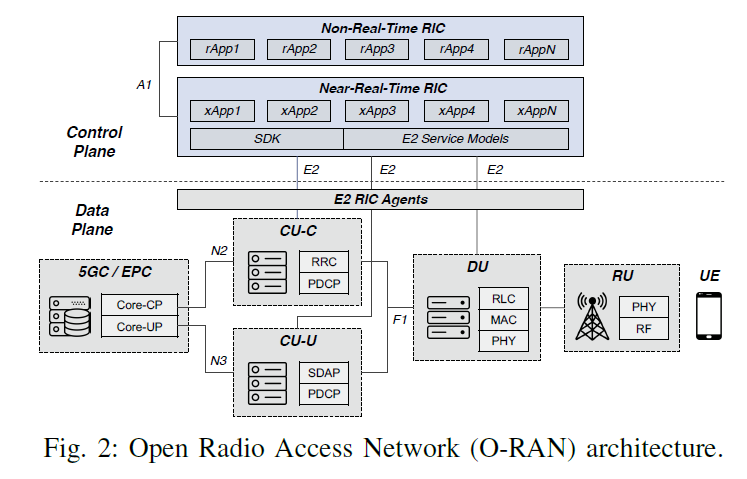 Non-Real-Time RIC
rApp1 rApp2 rApp3 rApp4 rAppN
A1
Near-Real-Time RIC
xApp1 xApp2 xApp3 xApp4 xAppN
SDK E2 Service Models
Control
Plane
E2 E2 E2
Data
Plane
E2 RIC Agents
CU-C
RRC
PDCP
N2
5GC / EPC
Core-CP
Core-UP
N3
CU-U
SDAP
PDCP
F1
DU
RLC
MAC
PHY
RU
PHY
RF
UE
Fig. 2: Open Radio Access Network (O-RAN) architecture.